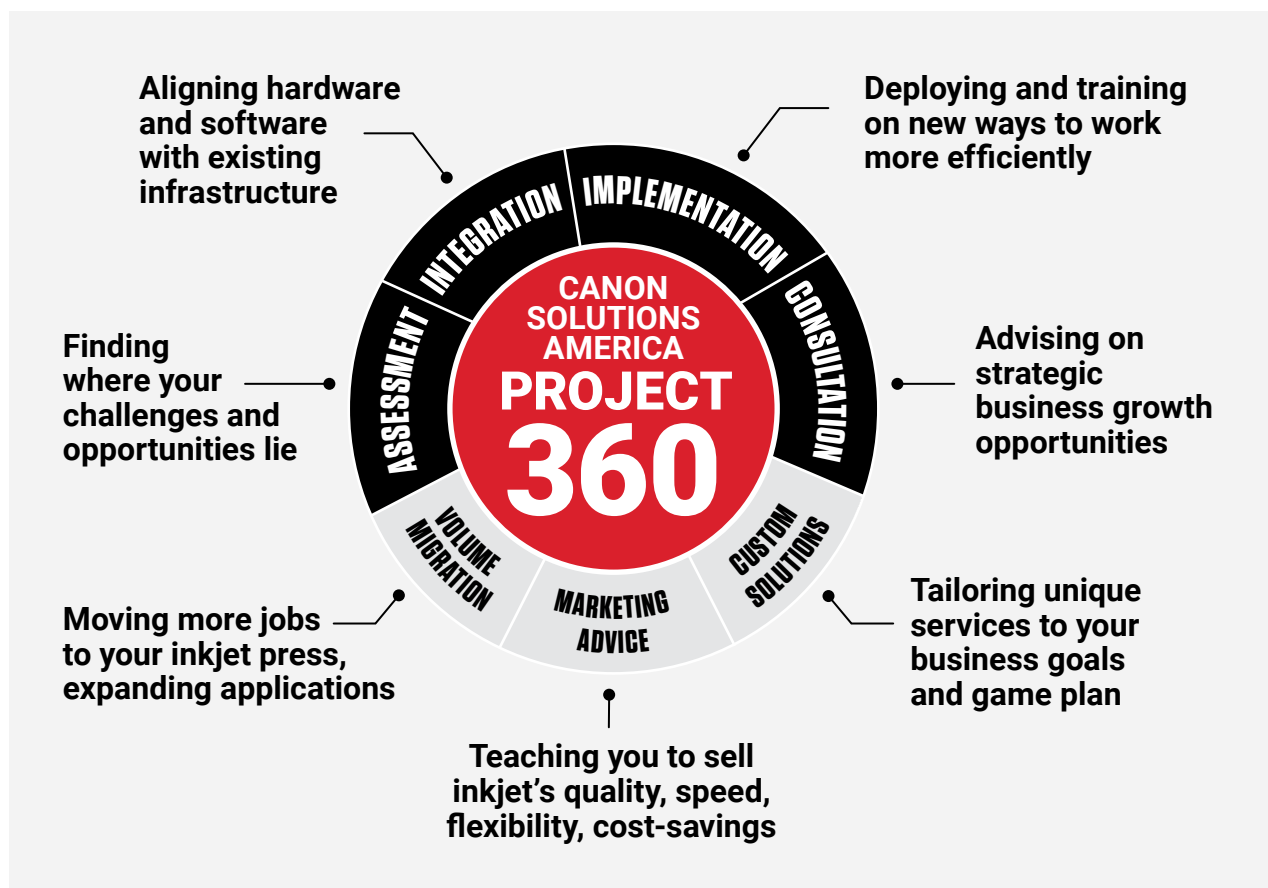 Aligning hardware
and software
with existing
infrastructure
Deploying and training
on new ways to work
more efficiently
INTEGRATION
IMPLEMENTATION
CANON
SOLUTIONS
AMERICA
PROJECT
360
ASSESSMENT
CONSULTATION
Finding
where your
challenges and
opportunities lie
Advising on
strategic
business growth
opportunities
VOLUME
MIGRATION
MARKETING
ADVICE
CUSTOM
SOLUTIONS
Moving more jobs
to your inkjet press,
expanding applications
Tailoring unique
services to your
business goals
and game plan
Teaching you to sell
inkjet’s quality, speed,
flexibility, cost-savings